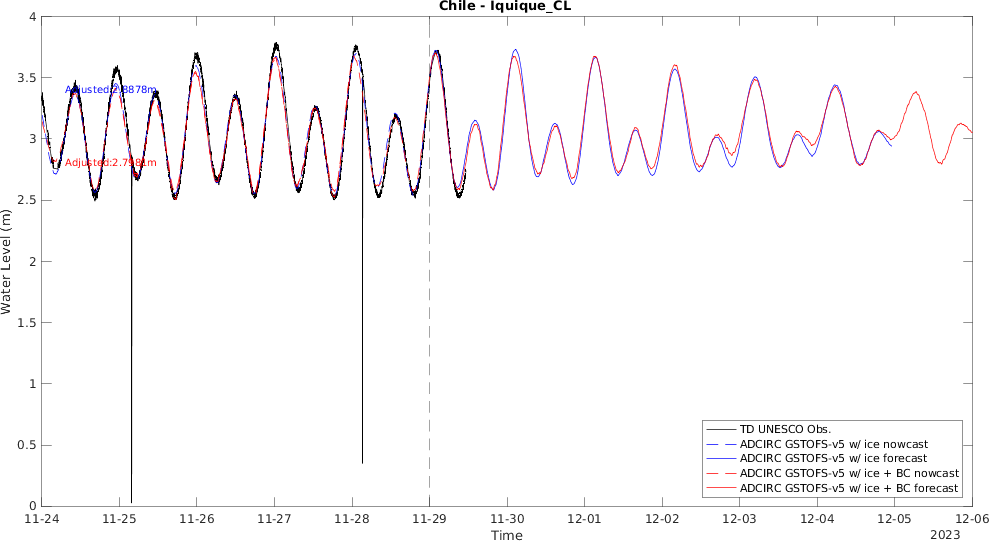 Chile - Iquique_CL
4
3.5
3
2.5
2
1.5
1
0.5
0
Water Level (m)
Adjusted:2.8878m
Adjusted:2.7981m
TD UNESCO Obs.
ADCIRC GSTOFS-v5 w/ ice nowcast
ADCIRC GSTOFS-v5 w/ ice forecast
ADCIRC GSTOFS-v5 w/ ice + BC nowcast
ADCIRC GSTOFS-v5 w/ ice + BC forecast
11-24 11-25 11-26 11-27 11-28 11-29 11-30 12-01 12-02 12-03 12-04 12-05 12-06
Time
2023